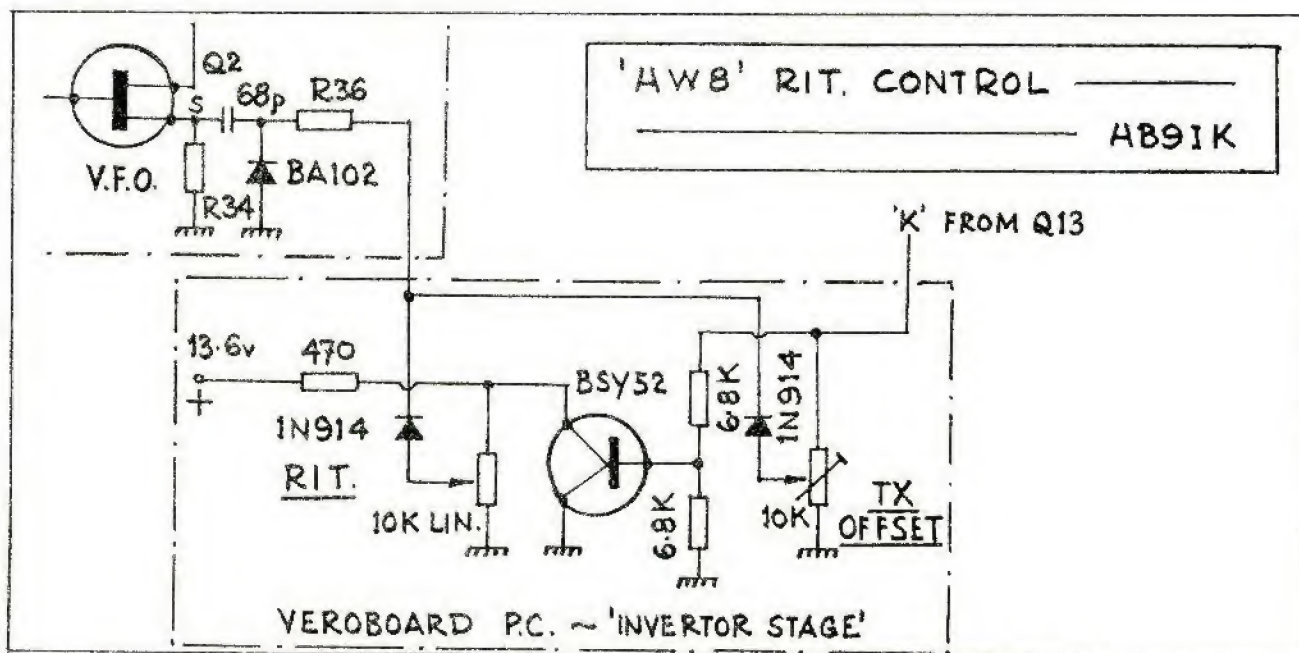 'HW8' RIT. CONTROL
HB9IK
Q2
S
68p
R36
V.F.O.
R34
BA102
'K' FROM Q13
13.6v
+
470
BSY52
6.8K
1N914
1N914
RIT.
10K LIN.
6.8K
10K
TX
OFFSET
VEROBOARD P.C. ~ 'INVERTOR STAGE'